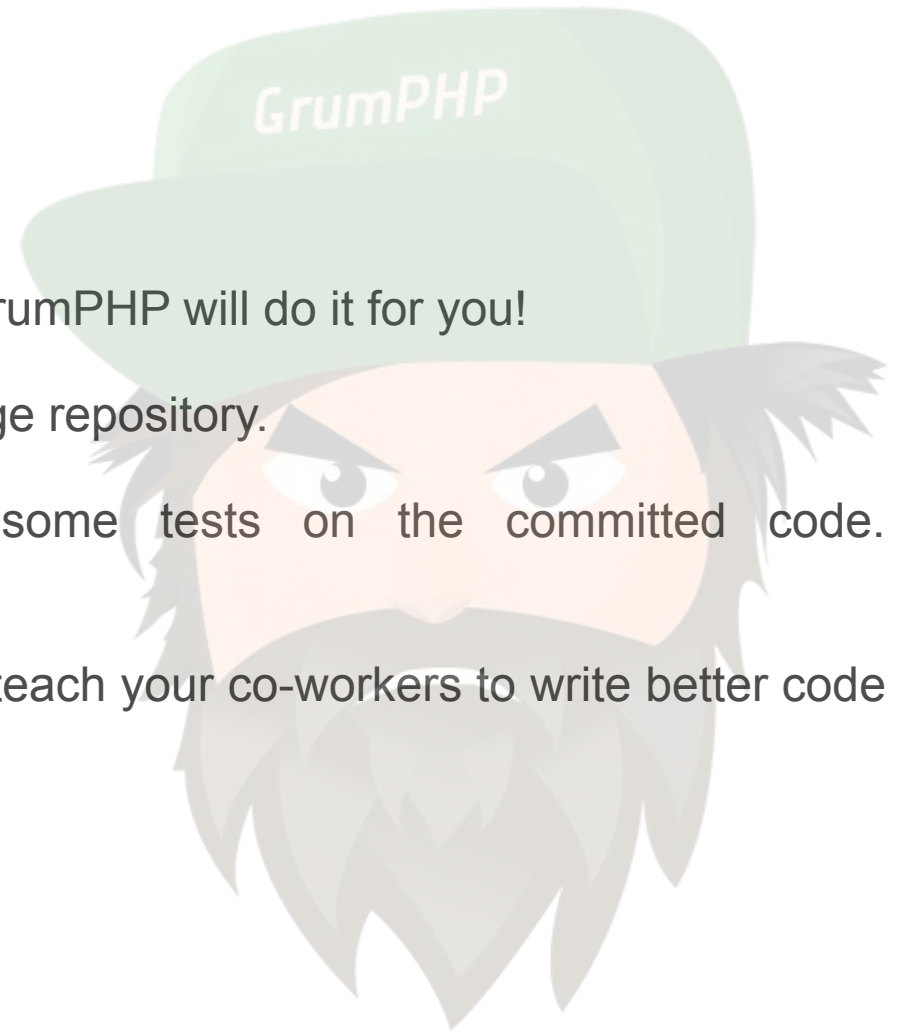 GrumPHP
rumPHP will do it for you!
ge repository.
some tests on the committed code.
teach your co-workers to write better code